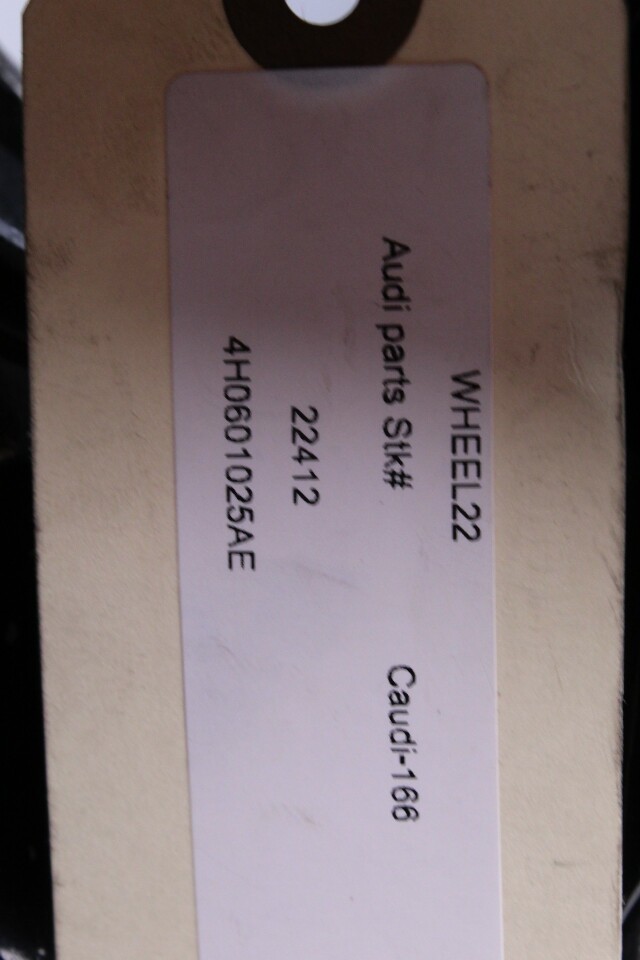 WHEEL22
Audi parts Stk# Caudi-166
22412
4H0601025AE